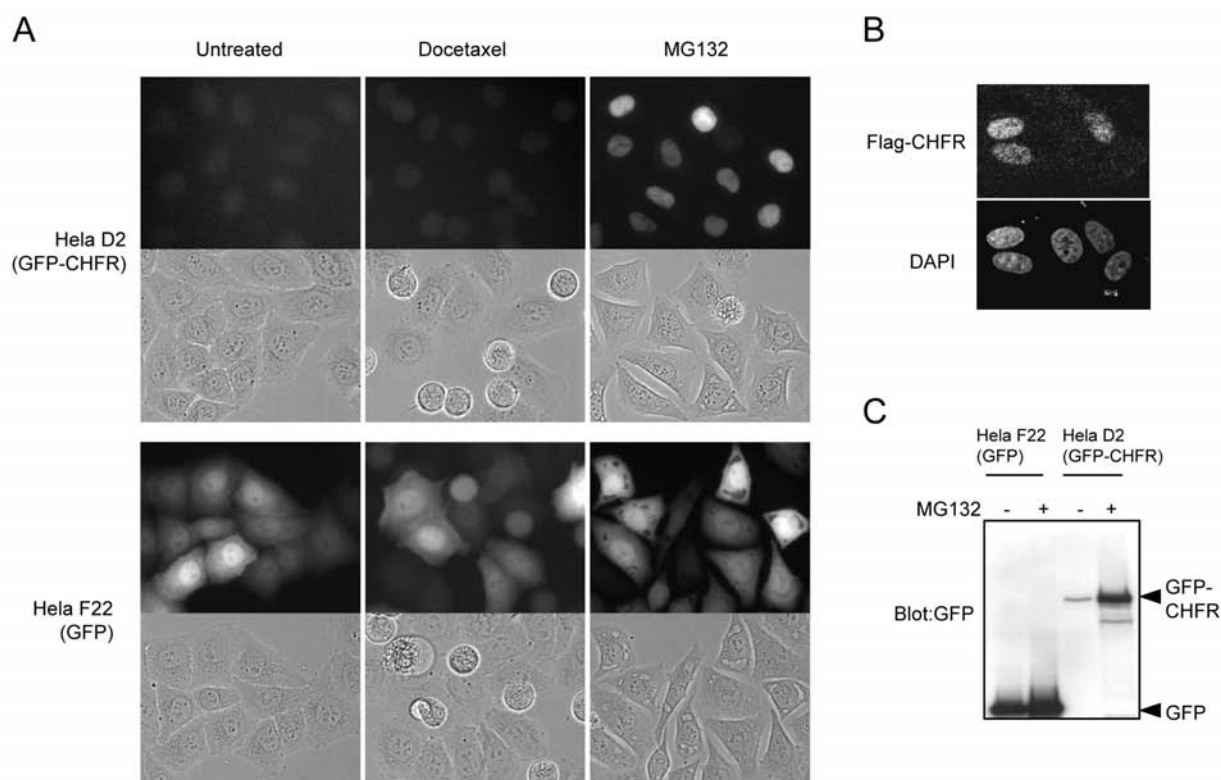 A
Untreated
Docetaxel
MG132
Hela D2
(GFP-CHFR)
Hela F22
(GFP)
B
Flag-CHFR
DAPI
C
Hela F22
(GFP)
Hela D2
(GFP-CHFR)
MG132
- + - +
Blot:GFP
GFP-
CHFR
GFP